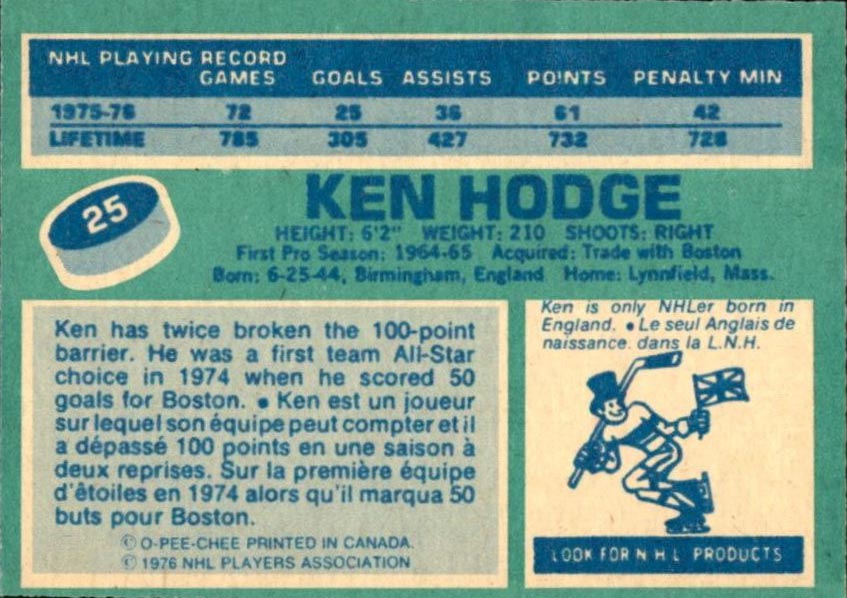 NHL PLAYING RECORD
GAMES GOALS ASSISTS POINTS PENALTY MIN
1975-76 72 25 36 61 42
LIFETIME 785 305 427 732 728
25
KEN HODGE
HEIGHT: 6'2" WEIGHT: 210 SHOOTS: RIGHT
First Pro Season: 1964-65 Acquired: Trade with Boston
Born: 6-25-44, Birmingham, England Home: Lynnfield, Mass.
Ken has twice broken the 100-point
barrier. He was a first team All-Star
choice in 1974 when he scored 50
goals for Boston. • Ken est un joueur
sur lequel son équipe peut compter et il
a dépassé 100 points en une saison à
deux reprises. Sur la première équipe
d'étoiles en 1974 alors qu'il marqua 50
buts pour Boston.
© O-PEE-CHEE PRINTED IN CANADA.
© 1976 NHL PLAYERS ASSOCIATION
Ken is only NHLer born in
England. • Le seul Anglais de
naissance dans la L.N.H.
LOOK FOR N H L PRODUCTS